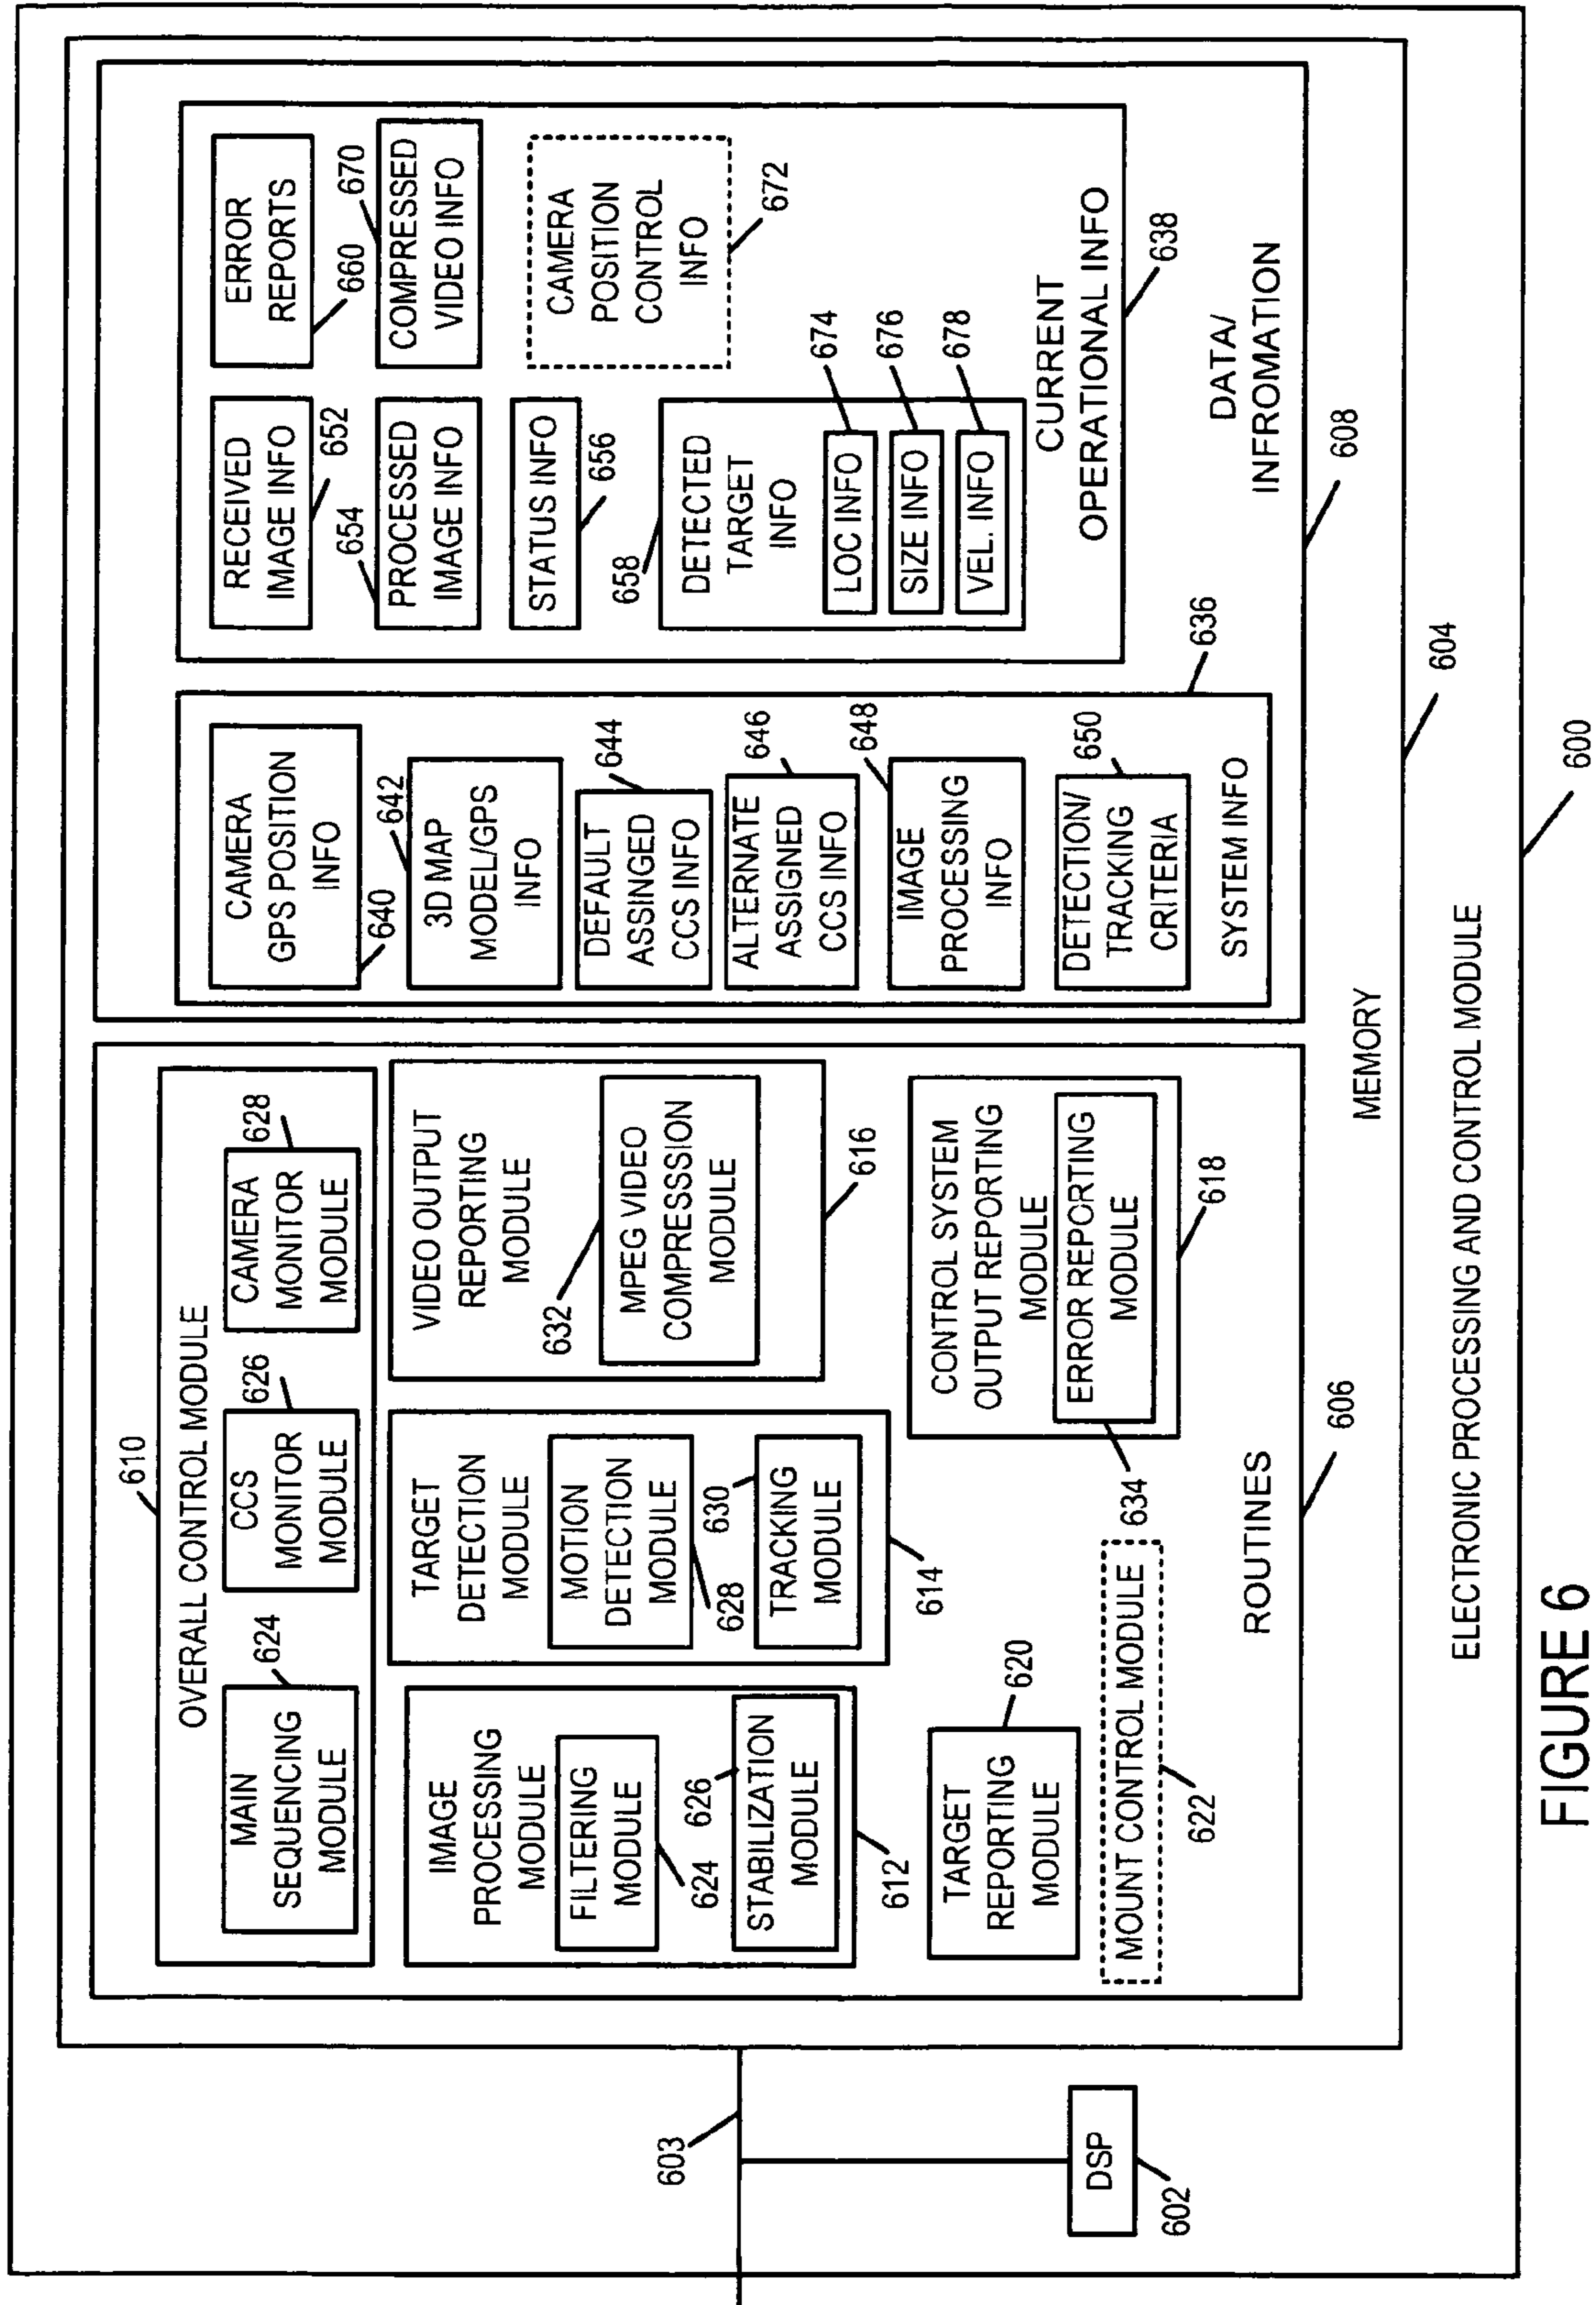 610
OVERALL CONTROL MODULE
MAIN
SEQUENCING
MODULE
624
CCS
MONITOR
MODULE
626
CAMERA
MONITOR
MODULE
628
IMAGE
PROCESSING
MODULE
FILTERING
MODULE
624
626
STABILIZATION
MODULE
612
TARGET
DETECTION
MODULE
MOTION
DETECTION
MODULE
628
630
TRACKING
MODULE
614
VIDEO OUTPUT
REPORTING
MODULE
632
MPEG VIDEO
COMPRESSSION
MODULE
616
TARGET
REPORTING
MODULE
620
MOUNT CONTROL MODULE
622
CONTROL SYSTEM
OUTPUT REPORTING
MODULE
ERROR REPORTING
MODULE
634
618
ROUTINES
606
CAMERA
GPS POSITION
INFO
640
642
3D MAP
MODEL/GPS
INFO
DEFAULT
ASSINGED
CCS INFO
644
ALTERNATE
ASSIGNED
CCS INFO
646
648
IMAGE
PROCESSING
INFO
DETECTION/
TRACKING
CRITERIA
650
SYSTEM INFO
636
RECEIVED
IMAGE INFO
652
654
PROCESSED
IMAGE INFO
STATUS INFO
656
658
DETECTED
TARGET
INFO
LOC INFO
674
SIZE INFO
676
VEL. INFO
678
ERROR
REPORTS
660
670
COMPRESSED
VIDEO INFO
CAMERA
POSITION
CONTROL
INFO
672
CURRENT
OPERATIONAL INFO
638
DATA/
INFROMATION
608
MEMORY
604
603
DSP
602
ELECTRONIC PROCESSING AND CONTROL MODULE
600
FIGURE 6